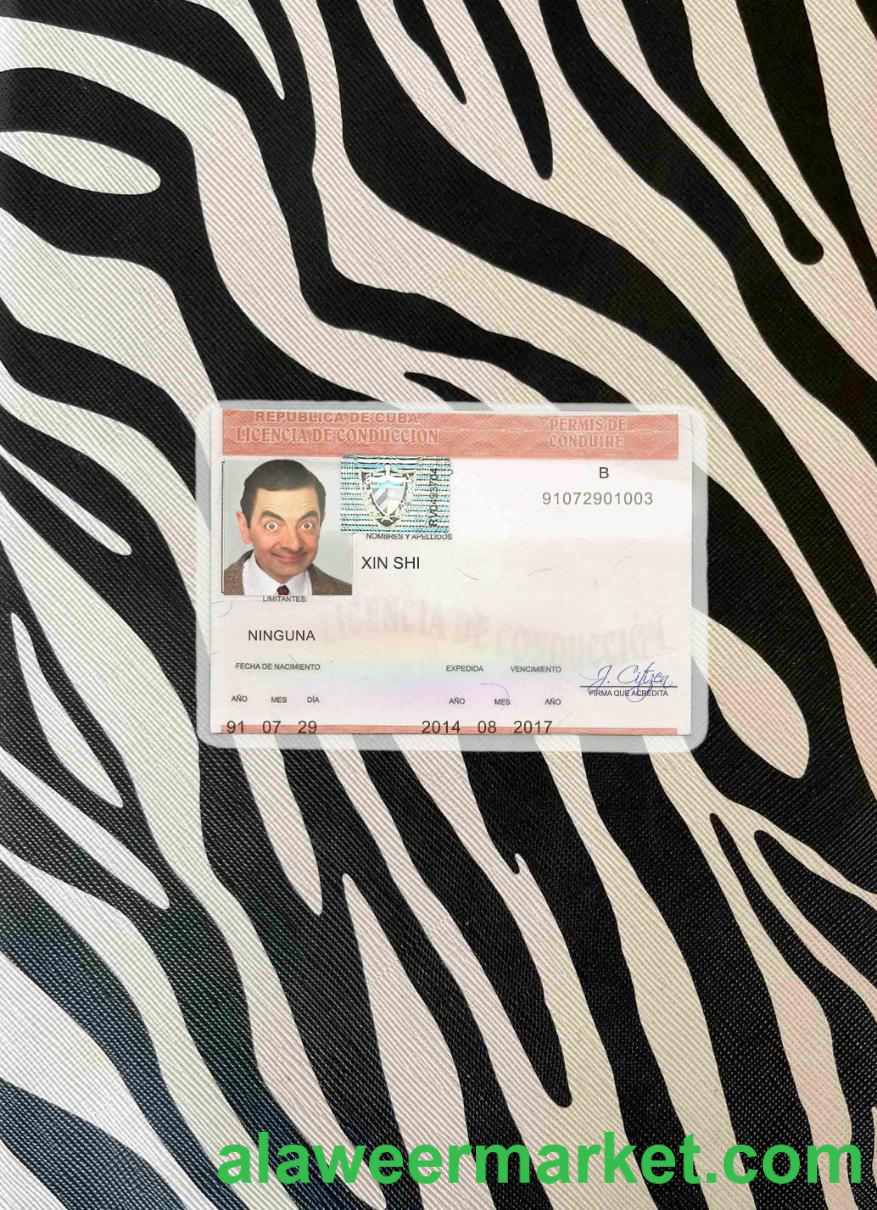 REPUBLICA DE CUBA
LICENCIA DE CONDUCCION
PERMIS DE
CONDUIRE
B
91072901003
NOMBRES Y APELLIDOS
XIN SHI
LIMITANTES:
NINGUNA
LICENCIA DE CONDUCCIÓN
FECHA DE NACIMIENTO
EXPEDIDA
VENCIMIENTO
J. Citizen
FIRMA QUE ACREDITA
AÑO MES DÍA
AÑO MES AÑO
91 07 29
2014 08 2017
alaweermarket.com